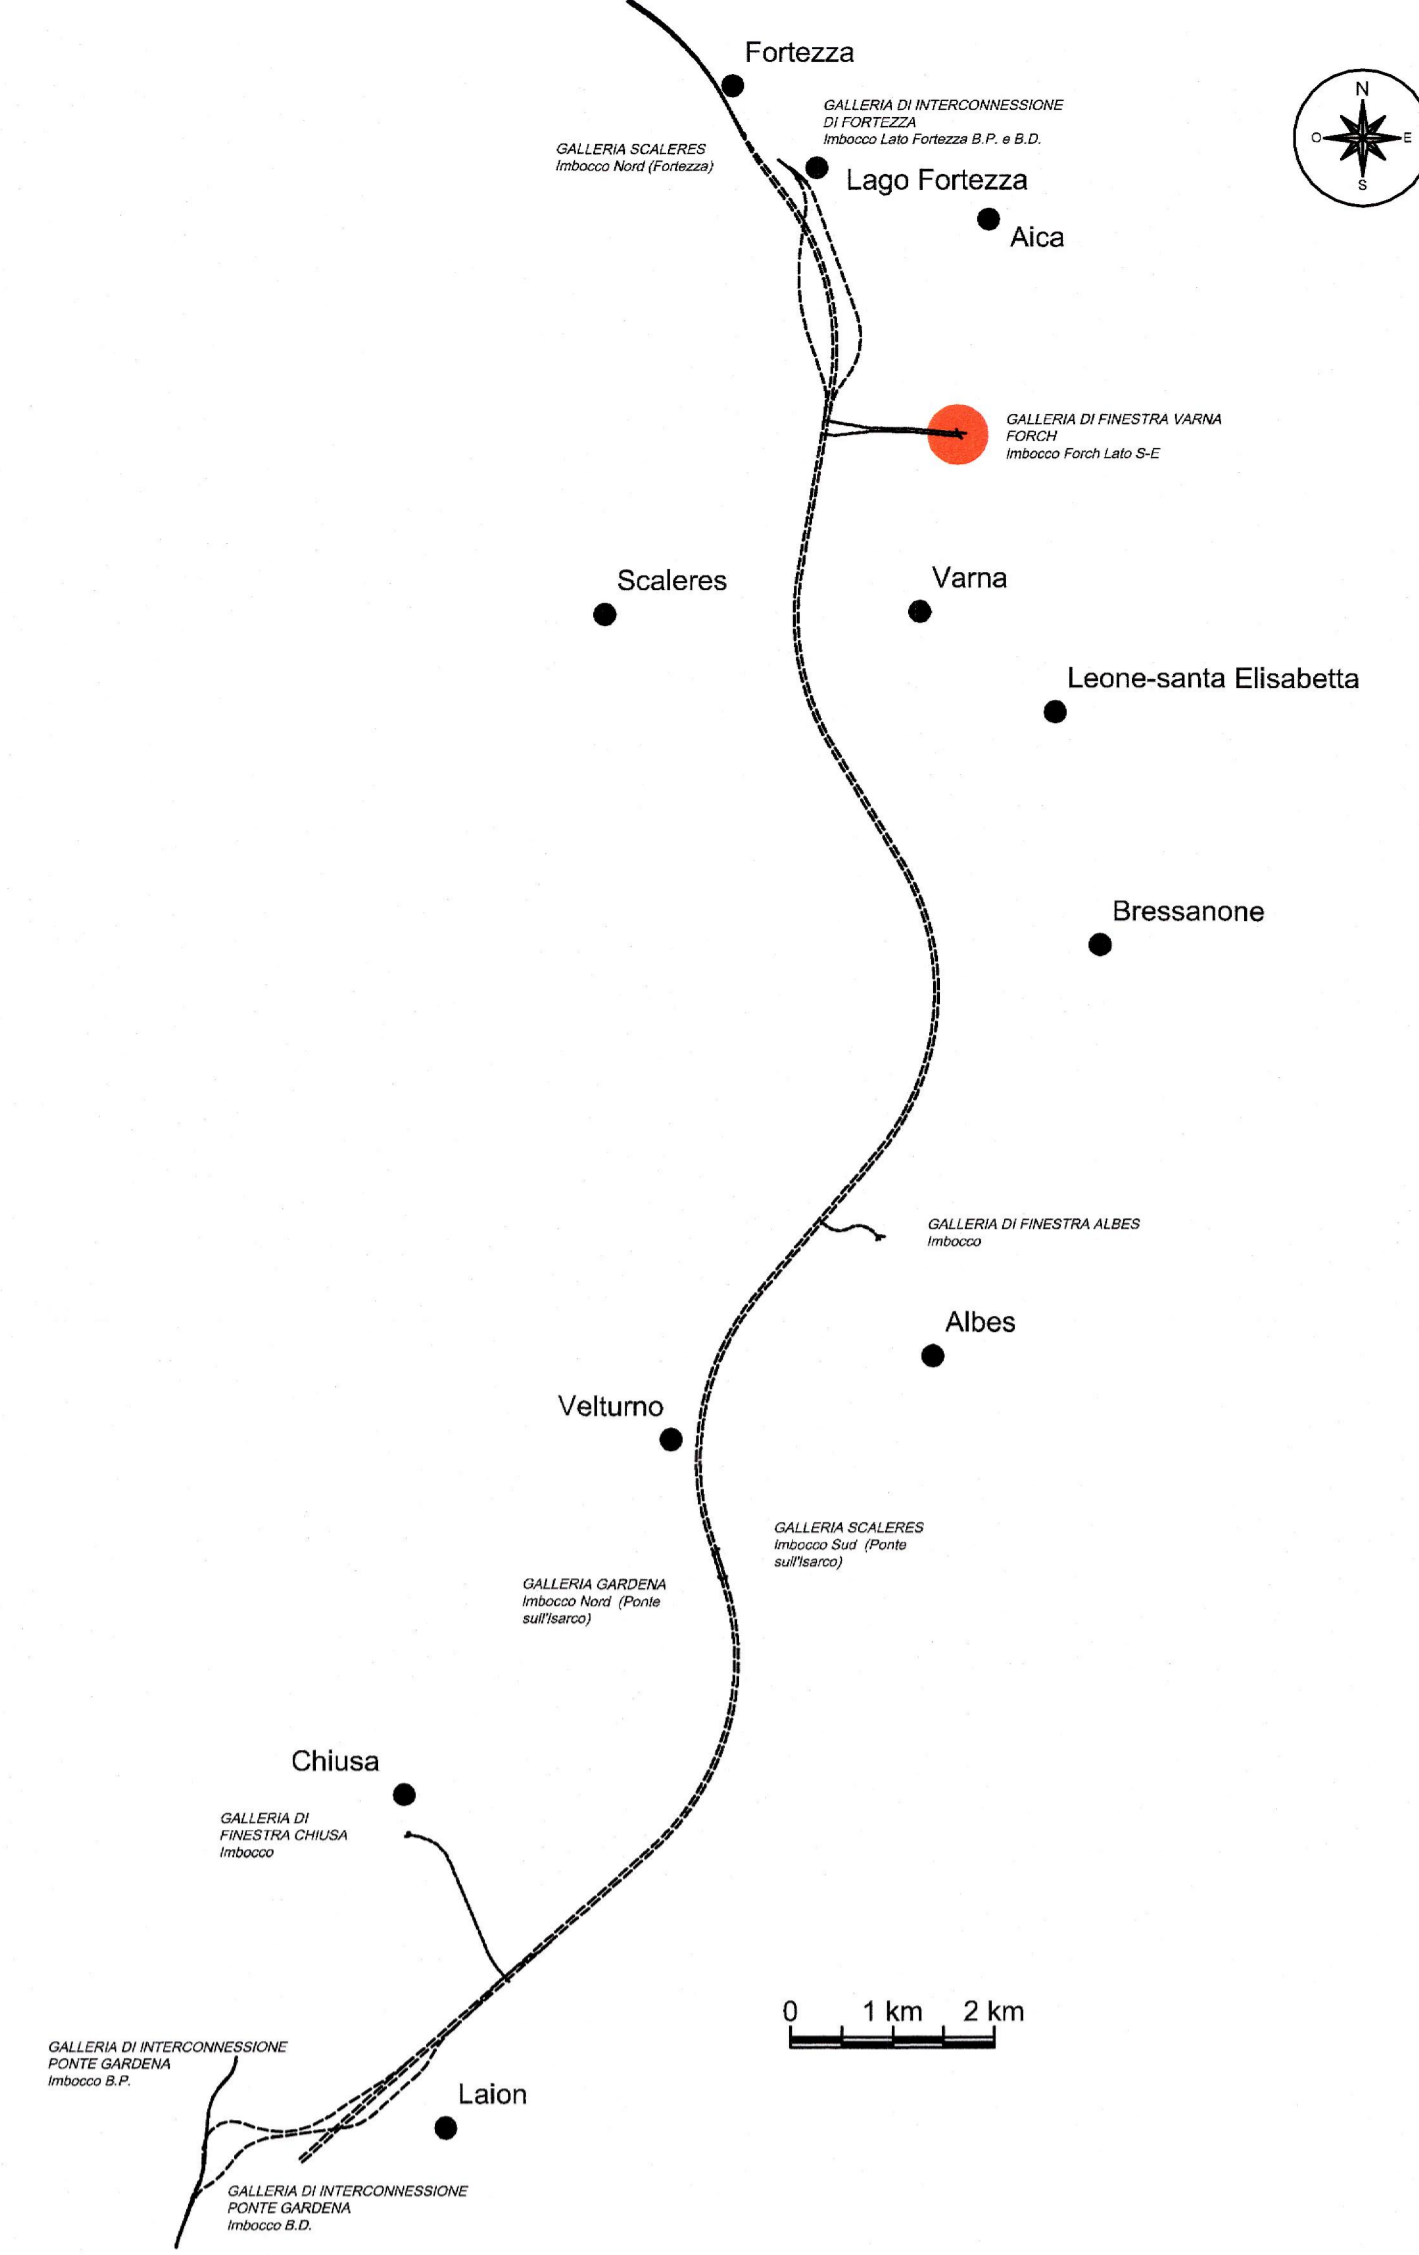 Fortezza
GALLERIA DI INTERCONNESSIONE
DI FORTEZZA
Imbocco Lato Fortezza B.P. e B.D.
N
O
E
S
GALLERIA SCALERES
Imbocco Nord (Fortezza)
Lago Fortezza
Aica
GALLERIA DI FINESTRA VARNA
FORCH
Imbocco Forch Lato S-E
Scaleres
Varna
Leone-santa Elisabetta
Bressanone
GALLERIA DI FINESTRA ALBES
Imbocco
Albes
Velturno
GALLERIA SCALERES
Imbocco Sud (Ponte
sull'Isarco)
GALLERIA GARDENA
Imbocco Nord (Ponte
sull'Isarco)
Chiusa
GALLERIA DI
FINESTRA CHIUSA
Imbocco
0 1 km 2 km
GALLERIA DI INTERCONNESSIONE
PONTE GARDENA
Imbocco B.P.
Laion
GALLERIA DI INTERCONNESSIONE
PONTE GARDENA
Imbocco B.D.